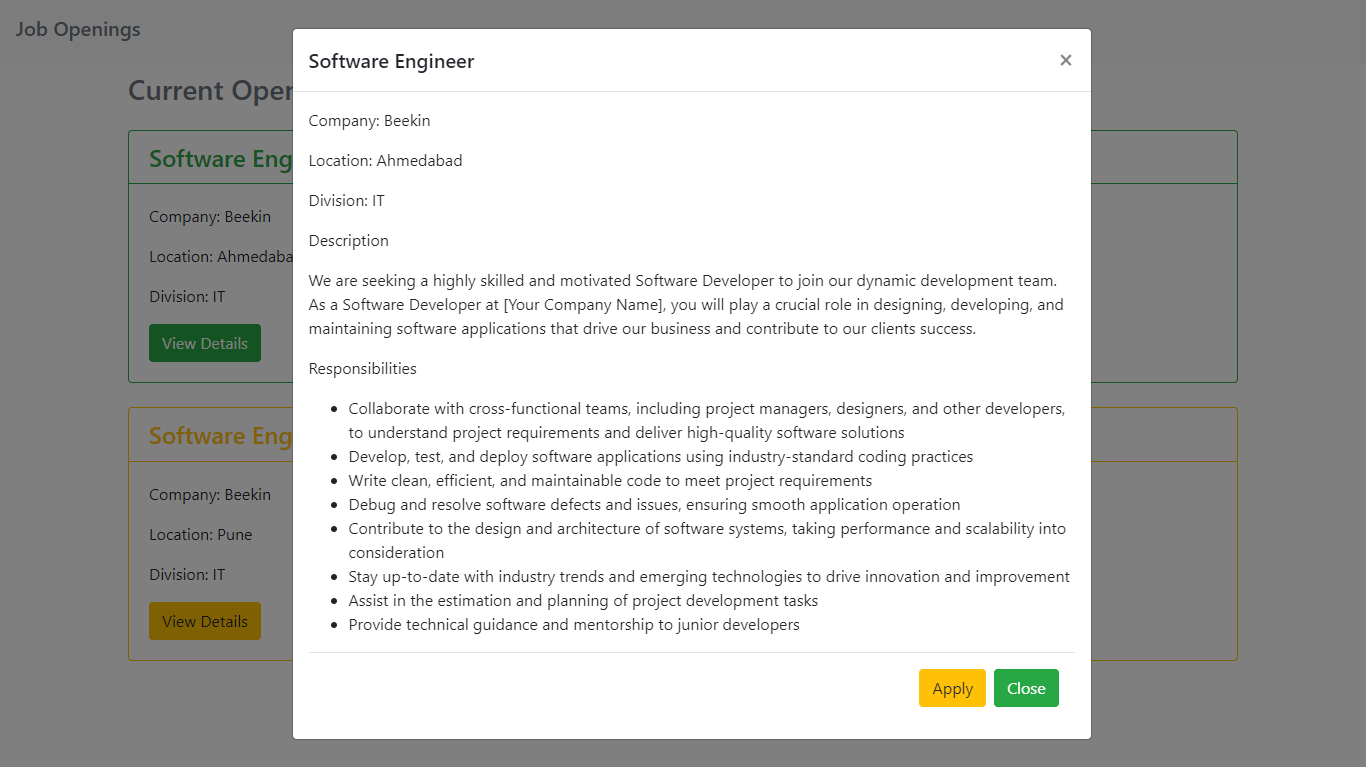 Job Openings
Current Oper
Software Eng
Company: Beekin
Location: Ahmedaba
Division: IT
View Details
Software Eng
Company: Beekin
Location: Pune
Division: IT
View Details
Software Engineer
×
Company: Beekin
Location: Ahmedabad
Division: IT
Description
We are seeking a highly skilled and motivated Software Developer to join our dynamic development team.
As a Software Developer at [Your Company Name], you will play a crucial role in designing, developing, and
maintaining software applications that drive our business and contribute to our clients success.
Responsibilities
• Collaborate with cross-functional teams, including project managers, designers, and other developers,
to understand project requirements and deliver high-quality software solutions
• Develop, test, and deploy software applications using industry-standard coding practices
• Write clean, efficient, and maintainable code to meet project requirements
• Debug and resolve software defects and issues, ensuring smooth application operation
• Contribute to the design and architecture of software systems, taking performance and scalability into
consideration
• Stay up-to-date with industry trends and emerging technologies to drive innovation and improvement
• Assist in the estimation and planning of project development tasks
• Provide technical guidance and mentorship to junior developers
Apply
Close